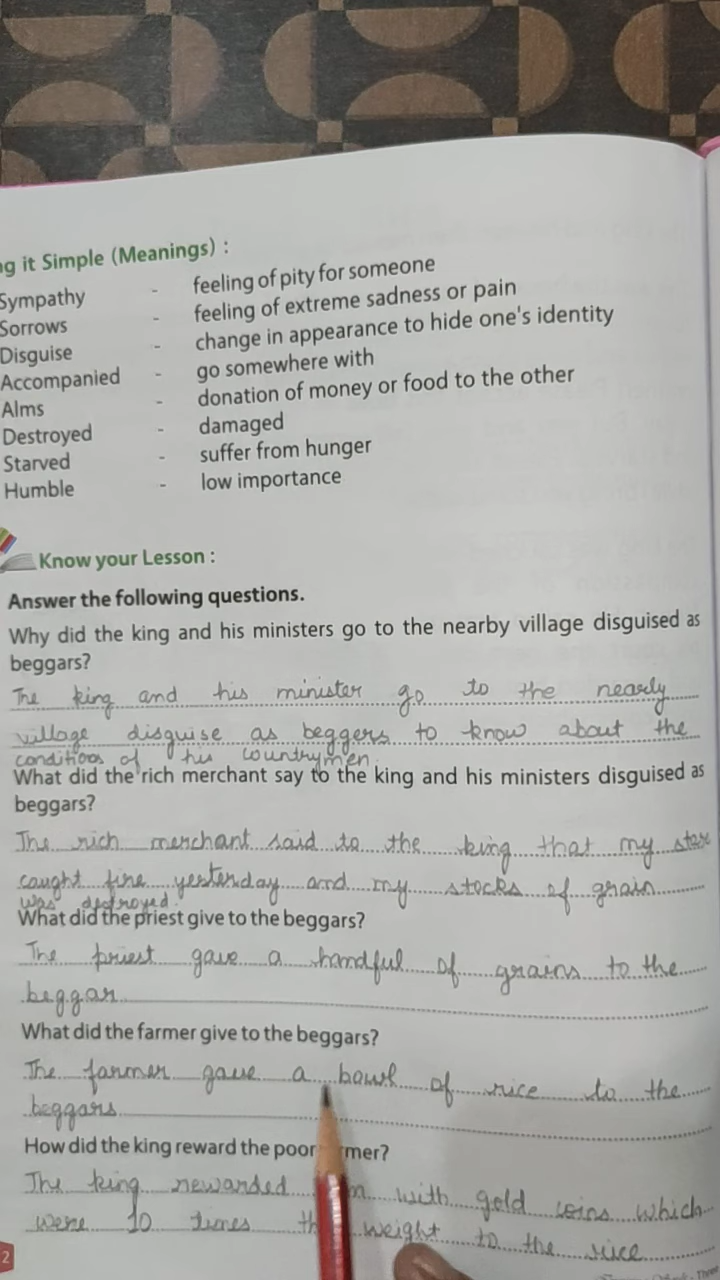 ng it Simple (Meanings) :
Sympathy - feeling of pity for someone
Sorrows - feeling of extreme sadness or pain
Disguise - change in appearance to hide one's identity
Accompanied - go somewhere with
Alms - donation of money or food to the other
Destroyed - damaged
Starved - suffer from hunger
Humble - low importance
Know your Lesson :
Answer the following questions.
Why did the king and his ministers go to the nearby village disguised as
beggars?
The king and his minister go to the nearly
village disguise as beggers to know about the
conditions of his countrymen.
What did the rich merchant say to the king and his ministers disguised as
beggars?
The rich merchant said to the king that my
caught fire yesterday and my stocks of grain
was destroyed.
What did the priest give to the beggars?
The priest gave a handful of grains to the
beggar
What did the farmer give to the beggars?
The farmer gave a bowl of rice to the
beggars
How did the king reward the poor mer?
The king rewarded with gold coins which
were 10 times th weight to the rice
2